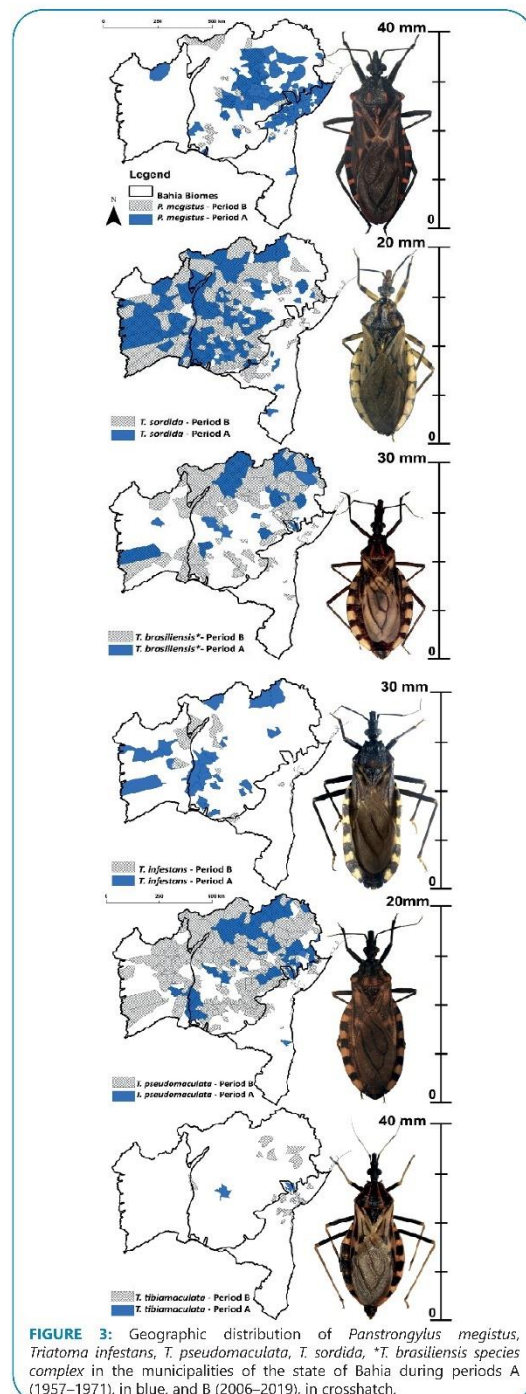 0 250 500 km
40 mm
Legend
N
Bahia Biomes
P. megistus - Period B
P. megistus - Period A
0
20 mm
T. sordida - Period B
T. sordida - Period A
0
30 mm
T. brasiliensis* - Period B
T. brasiliensis* - Period A
0
30 mm
T. infestans - Period B
T. infestans - Period A
0
0 250 500 km
20mm
T. pseudomaculata - Period B
T. pseudomaculata - Period A
0
40 mm
T. tibiamaculata - Period B
T. tibiamaculata - Period A
0
FIGURE 3: Geographic distribution of Panstrongylus megistus,
Triatoma infestans, T. pseudomaculata, T. sordida, *T. brasiliensis species
complex in the municipalities of the state of Bahia during periods A
(1957–1971), in blue, and B (2006–2019), in crosshatch.